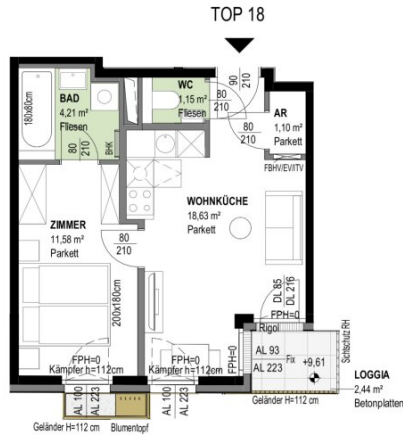 TOP 18
180x80cm
BAD
4,21 m²
Fliesen
80
210
BHK
WC
1,15 m²
Fliesen
80
210
90
210
80
210
AR
1,10 m²
Parkett
FBHV/EV/ITV
ZIMMER
11,58 m²
Parkett
80
210
WOHNKÜCHE
18,63 m²
Parkett
200x180cm
DL 85
DL 216
FPH=0
Rigol
Sichtschutz RH
FPH=0
Kämpfer h=112cm
FPH=0
Kämpfer h=112cm
FPH=0
AL 93
Fix
AL 223
+9,61
LOGGIA
2,44 m²
Betonplatten
AL 100
AL 223
AL 100
AL 223
Geländer H=112 cm
Geländer H=112 cm
Blumentopf